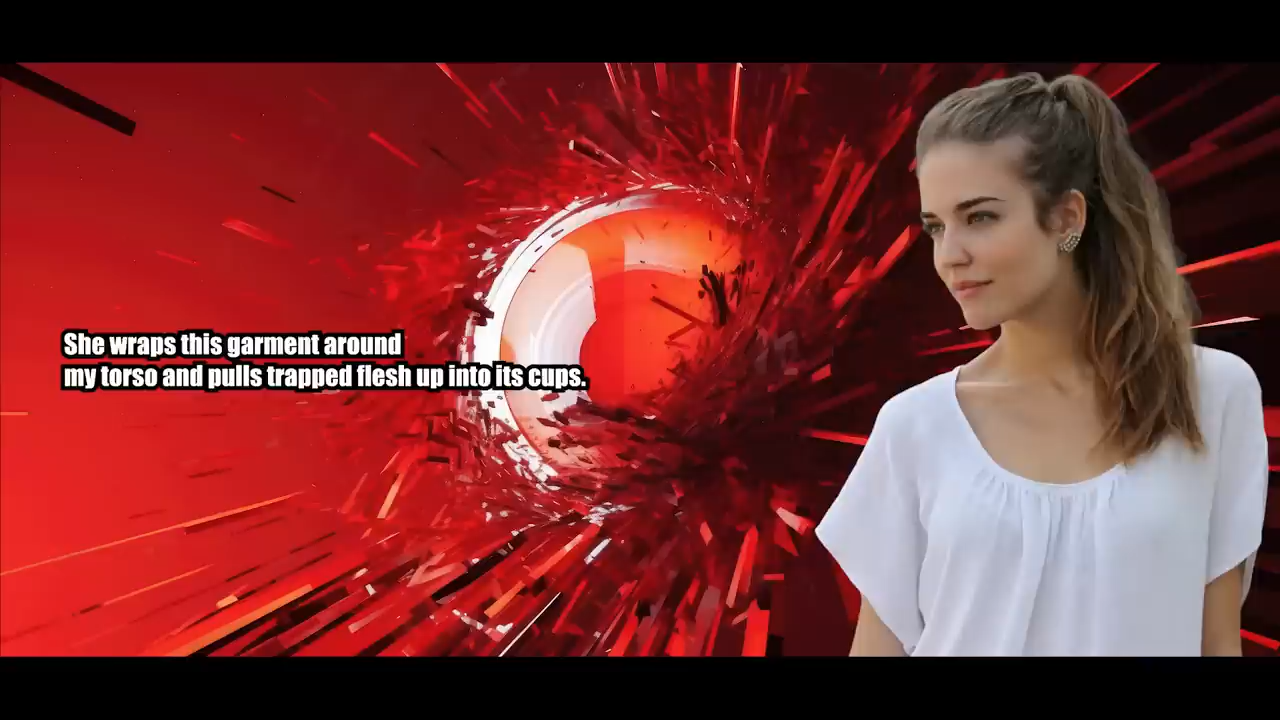 She wraps this garment around
my torso and pulls trapped flesh up into its cups.